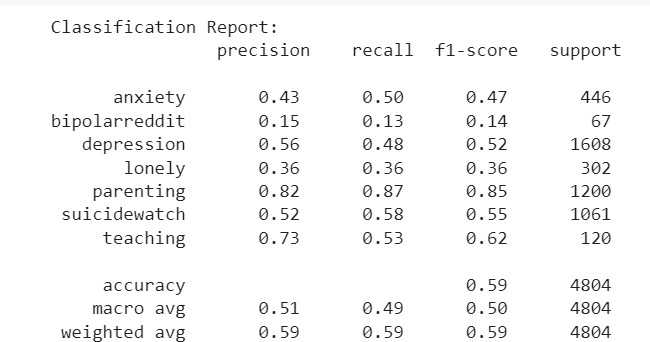 Classification Report:
precision recall f1-score support
anxiety 0.43 0.50 0.47 446
bipolarreddit 0.15 0.13 0.14 67
depression 0.56 0.48 0.52 1608
lonely 0.36 0.36 0.36 302
parenting 0.82 0.87 0.85 1200
suicidewatch 0.52 0.58 0.55 1061
teaching 0.73 0.53 0.62 120
accuracy 0.59 4804
macro avg 0.51 0.49 0.50 4804
weighted avg 0.59 0.59 0.59 4804